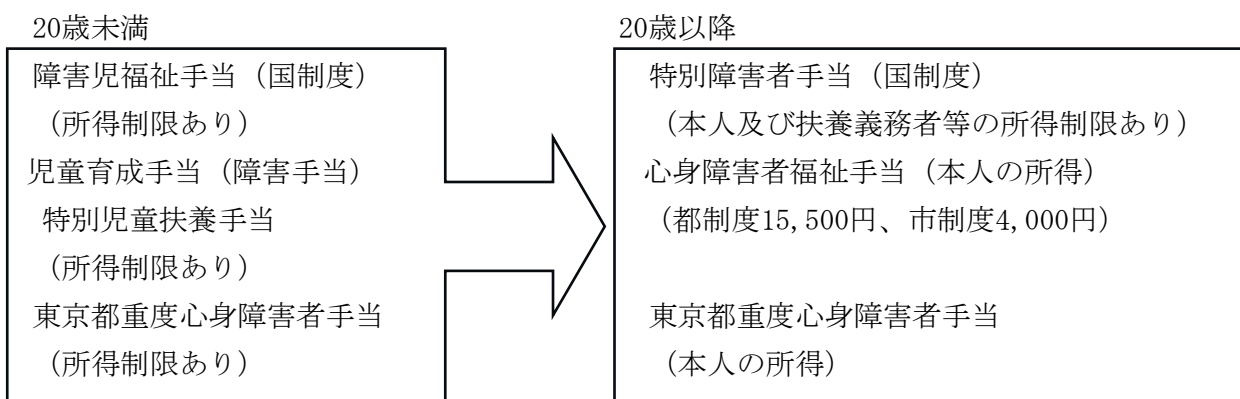 20歳未満
障害児福祉手当（国制度）
（所得制限あり）
児童育成手当（障害手当）
特別児童扶養手当
（所得制限あり）
東京都重度心身障害者手当
（所得制限あり）
20歳以降
特別障害者手当（国制度）
（本人及び扶養義務者等の所得制限あり）
心身障害者福祉手当（本人の所得）
（都制度15,500円、市制度4,000円）
東京都重度心身障害者手当
（本人の所得）